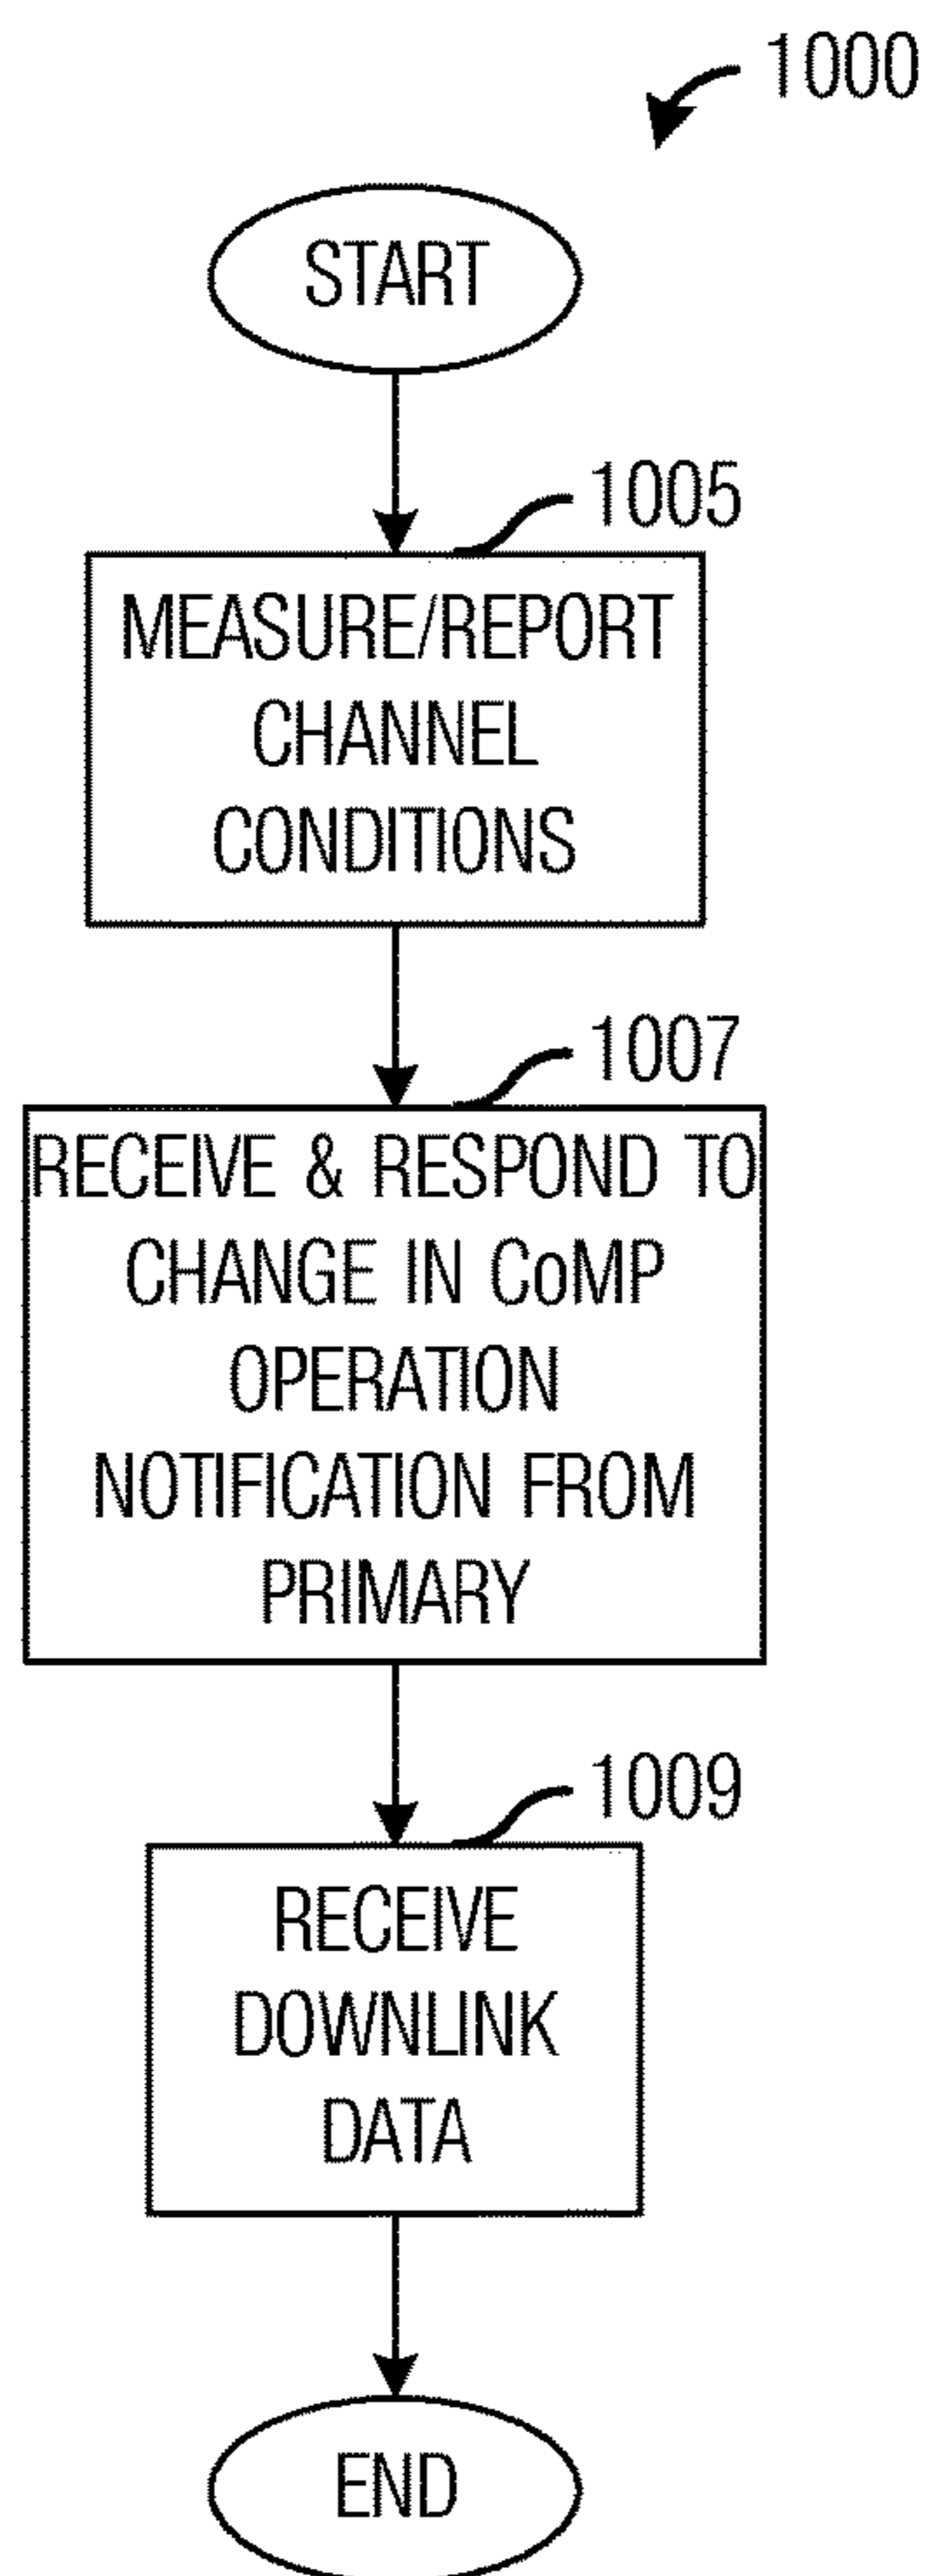 1000
START
1005
MEASURE/REPORT
CHANNEL
CONDITIONS
1007
RECEIVE & RESPOND TO
CHANGE IN CoMP
OPERATION
NOTIFICATION FROM
PRIMARY
1009
RECEIVE
DOWNLINK
DATA
END